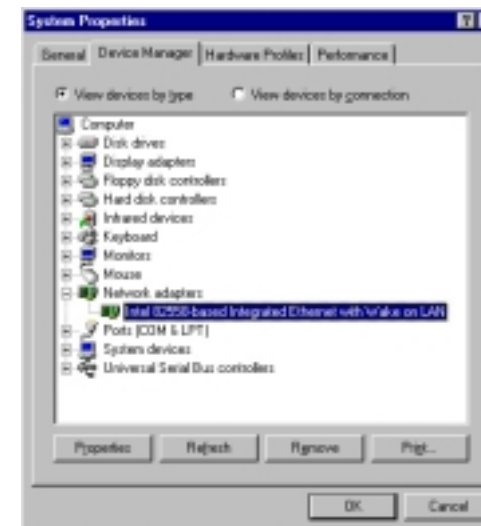 System Properties
General Device Manager Hardware Profiles Performance
View devices by type View devices by connection
Computer
Disk drives
Display adapters
Floppy disk controllers
Hard disk controllers
Infrared devices
Keyboard
Monitors
Mouse
Network adapters
Intel 82558-based Integrated Ethernet with Wake on LAN
Ports (COM & LPT)
System devices
Universal Serial Bus controllers
Properties Refresh Remove Print...
OK Cancel